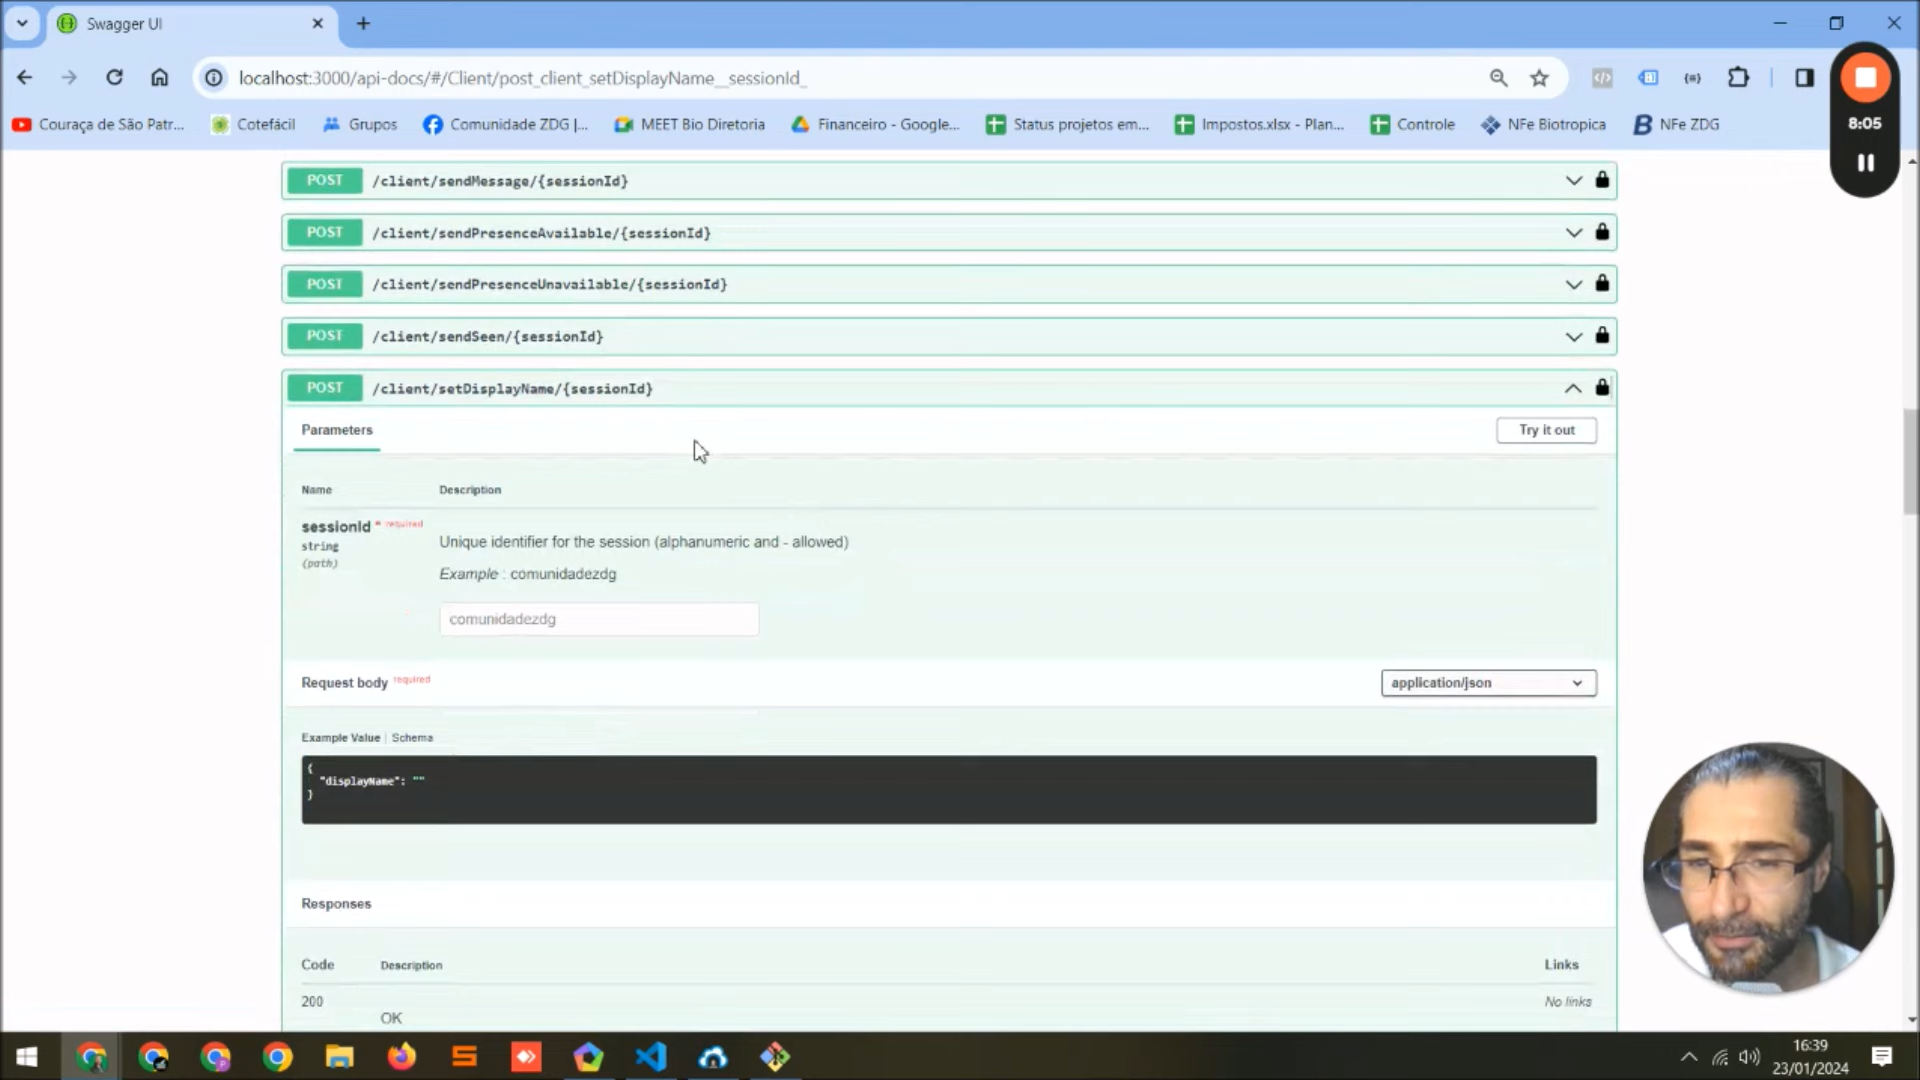 Swagger UI
localhost:3000/api-docs/#/Client/post_client_setDisplayName__sessionId_
8:05
Couraça de São Patr...
Cotefácil
Grupos
Comunidade ZDG |...
MEET Bio Diretoria
Financeiro - Google...
Status projetos em...
Impostos.xlsx - Plan...
Controle
NFe Biotropica
NFe ZDG
POST /client/sendMessage/{sessionId}
POST /client/sendPresenceAvailable/{sessionId}
POST /client/sendPresenceUnavailable/{sessionId}
POST /client/sendSeen/{sessionId}
POST /client/setDisplayName/{sessionId}
Parameters
Try it out
Name Description
sessionId * required
string
(path)
Unique identifier for the session (alphanumeric and - allowed)
Example : comunidadezdg
comunidadezdg
Request body required
application/json
Example Value | Schema
{
"displayName": ""
}
Responses
Code Description Links
200 No links
OK
16:39
23/01/2024